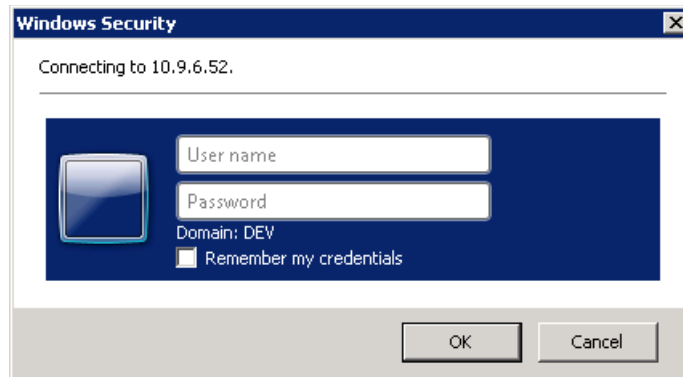 Windows Security
Connecting to 10.9.6.52.
User name
Password
Domain: DEV
Remember my credentials
OK Cancel